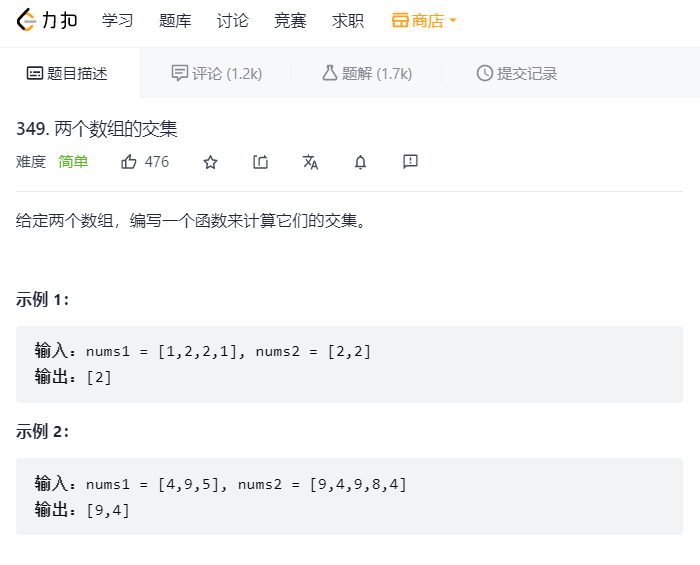 力扣 学习 题库 讨论 竞赛 求职 商店
题目描述 评论 (1.2k) 题解 (1.7k) 提交记录
349. 两个数组的交集
难度 简单 476
给定两个数组，编写一个函数来计算它们的交集。
示例 1：
输入：nums1 = [1,2,2,1], nums2 = [2,2]
输出：[2]
示例 2：
输入：nums1 = [4,9,5], nums2 = [9,4,9,8,4]
输出：[9,4]